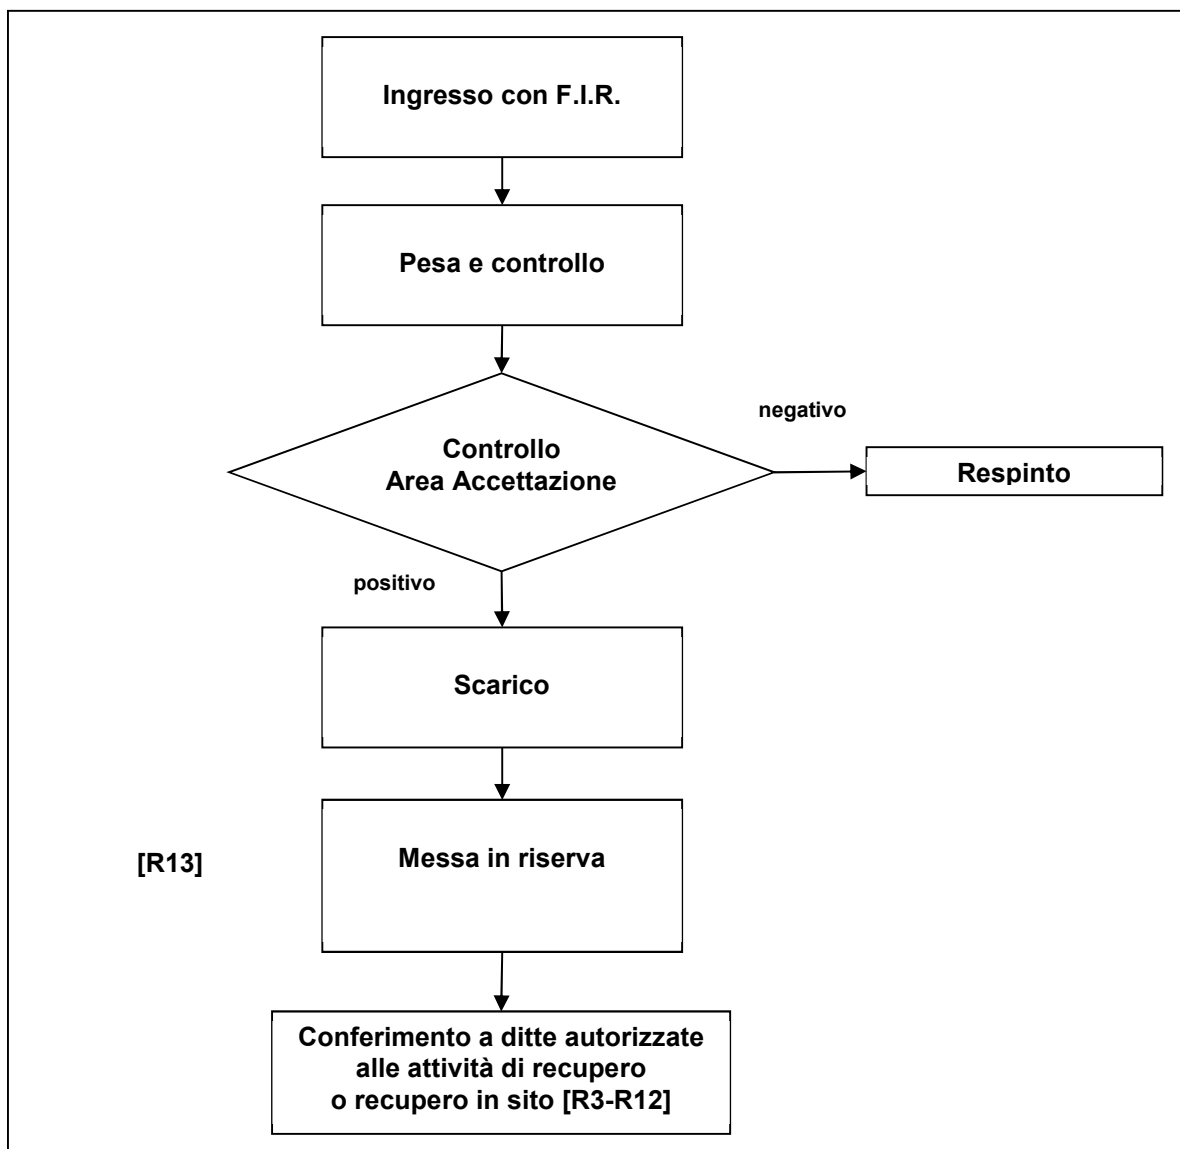 Ingresso con F.I.R.
Pesa e controllo
negativo
Controllo
Area Accettazione
Respinto
positivo
Scarico
Messa in riserva
[R13]
Conferimento a ditte autorizzate
alle attività di recupero
o recupero in sito [R3-R12]